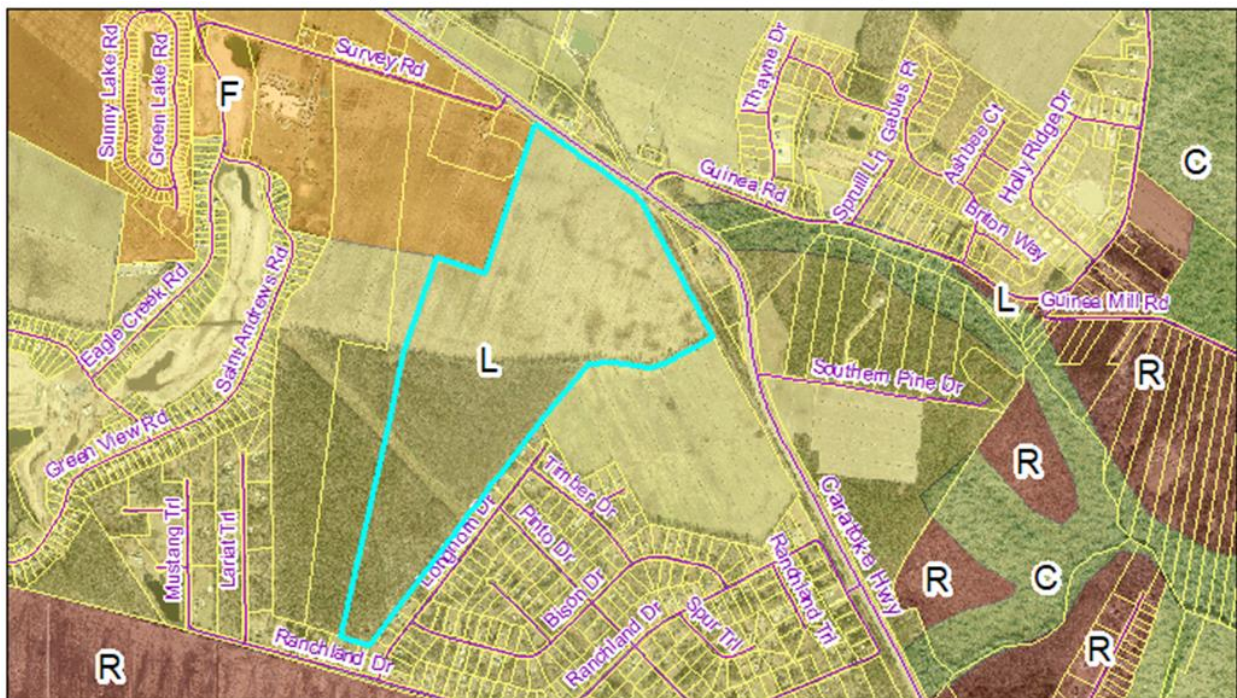 Sunny Lake Rd
Green Lake Rd
F
Survey Rd
Thayne Dr
Gables Pt
Ashbee Ct
Holly Ridge Dr
C
Guinea Rd
Spruill Ln
Briton Way
Eagle Creek Rd
Saint Andrews Rd
L
Guinea Mill Rd
L
Southern Pine Dr
R
Green View Rd
R
Mustang Trl
Lariat Trl
Longhorn Dr
Timber Dr
Pinto Dr
Bison Dr
Ranchland Dr
Spur Trl
Ranchland Trl
Caratoke Hwy
R
C
Ranchland Dr
R
R